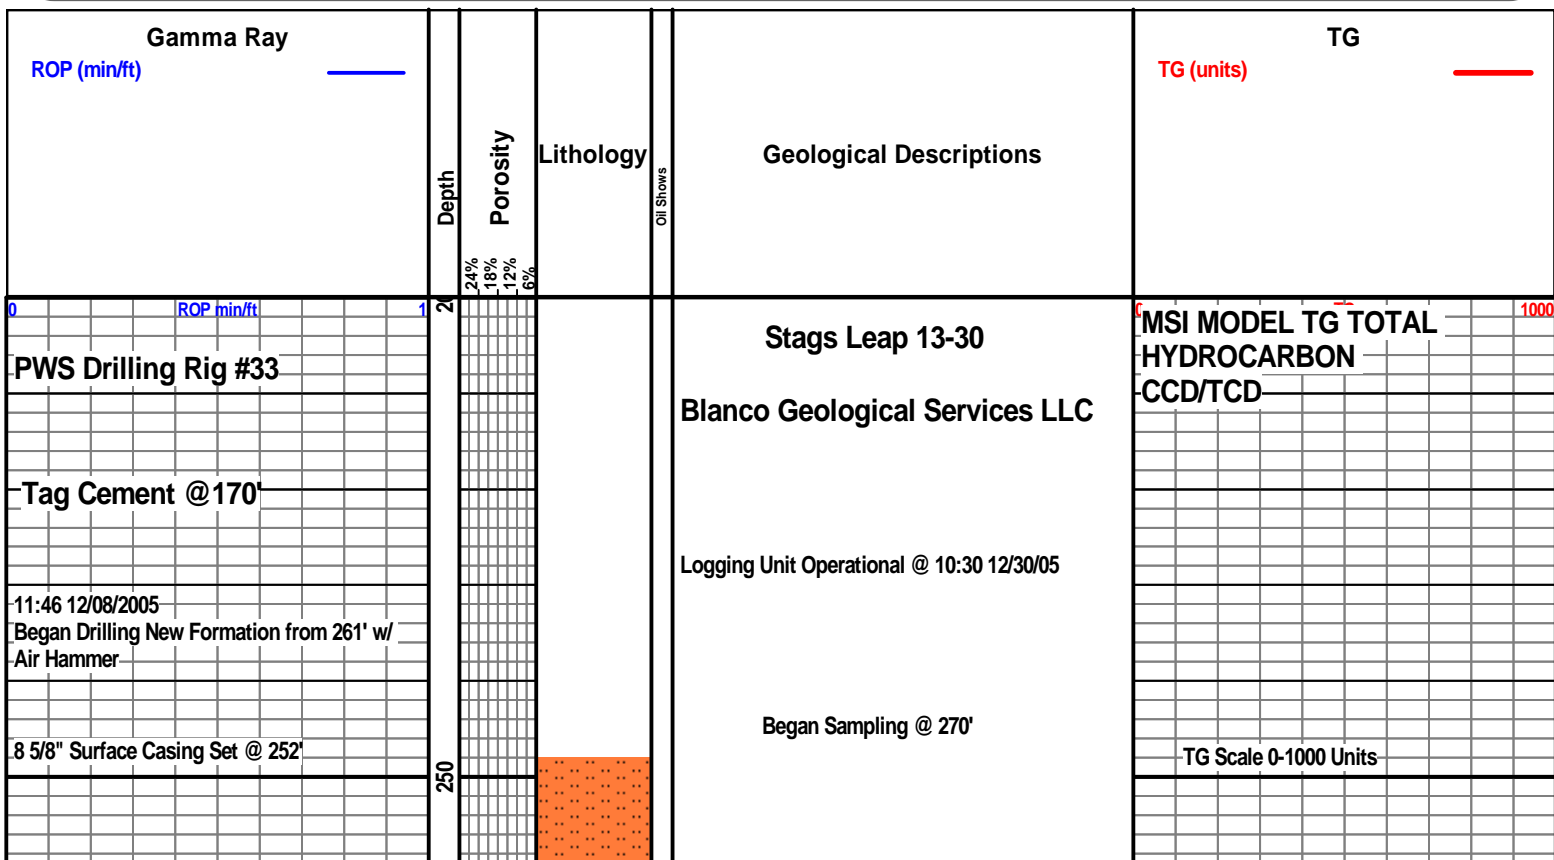 Gamma Ray
ROP (min/ft)
Depth
Porosity
24%
18%
12%
6%
Lithology
Oil Shows
Geological Descriptions
TG
TG (units)
0 ROP min/ft 1
PWS Drilling Rig #33
Tag Cement @170'
11:46 12/08/2005
Began Drilling New Formation from 261' w/
Air Hammer
8 5/8" Surface Casing Set @ 252'
250
Stags Leap 13-30
Blanco Geological Services LLC
Logging Unit Operational @ 10:30 12/30/05
Began Sampling @ 270'
1000
MSI MODEL TG TOTAL
HYDROCARBON
CCD/TCD
TG Scale 0-1000 Units